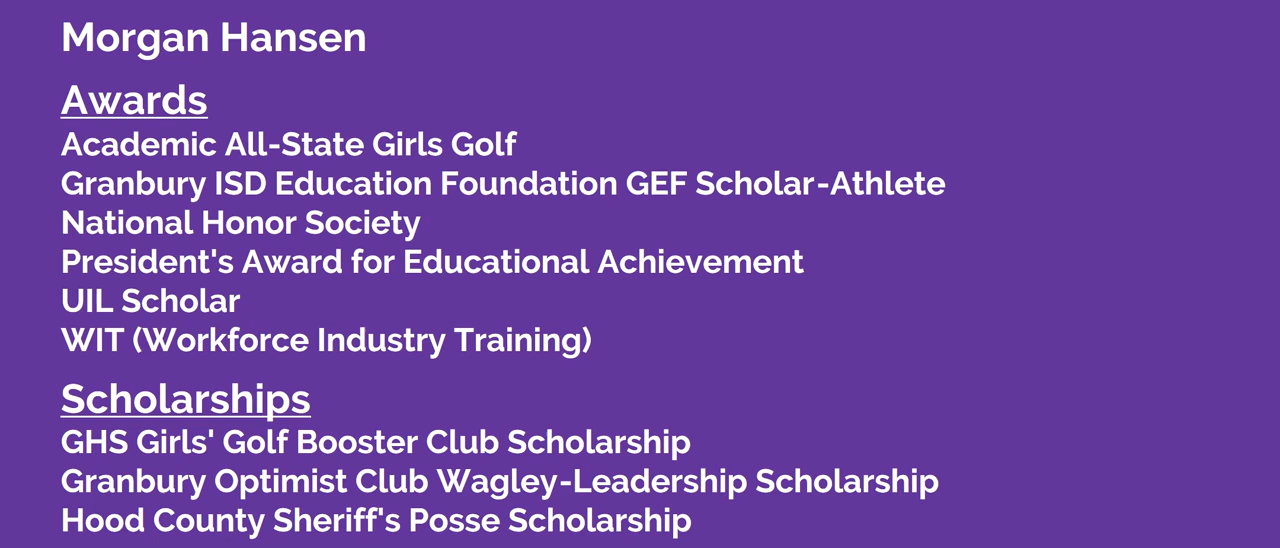 Morgan Hansen
Awards
Academic All-State Girls Golf
Granbury ISD Education Foundation GEF Scholar-Athlete
National Honor Society
President's Award for Educational Achievement
UIL Scholar
WIT (Workforce Industry Training)
Scholarships
GHS Girls' Golf Booster Club Scholarship
Granbury Optimist Club Wagley-Leadership Scholarship
Hood County Sheriff's Posse Scholarship